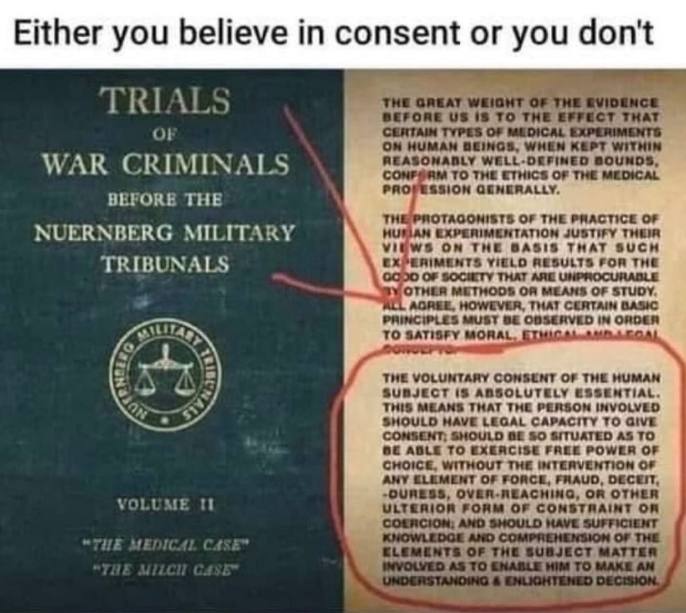 Either you believe in consent or you don't
TRIALS
OF
WAR CRIMINALS
BEFORE THE
NUERNBERG MILITARY
TRIBUNALS
NUERNBERG MILITARY TRIBUNALS
VOLUME II
"THE MEDICAL CASE"
"THE MILCH CASE"
THE GREAT WEIGHT OF THE EVIDENCE
BEFORE US IS TO THE EFFECT THAT
CERTAIN TYPES OF MEDICAL EXPERIMENTS
ON HUMAN BEINGS, WHEN KEPT WITHIN
REASONABLY WELL-DEFINED BOUNDS,
CONFORM TO THE ETHICS OF THE MEDICAL
PROFESSION GENERALLY.
THE PROTAGONISTS OF THE PRACTICE OF
HUMAN EXPERIMENTATION JUSTIFY THEIR
VIEWS ON THE BASIS THAT SUCH
EXPERIMENTS YIELD RESULTS FOR THE
GOOD OF SOCIETY THAT ARE UNPROCURABLE
BY OTHER METHODS OR MEANS OF STUDY.
ALL AGREE, HOWEVER, THAT CERTAIN BASIC
PRINCIPLES MUST BE OBSERVED IN ORDER
TO SATISFY MORAL, ETHICAL AND LEGAL
THE VOLUNTARY CONSENT OF THE HUMAN
SUBJECT IS ABSOLUTELY ESSENTIAL.
THIS MEANS THAT THE PERSON INVOLVED
SHOULD HAVE LEGAL CAPACITY TO GIVE
CONSENT; SHOULD BE SO SITUATED AS TO
BE ABLE TO EXERCISE FREE POWER OF
CHOICE, WITHOUT THE INTERVENTION OF
ANY ELEMENT OF FORCE, FRAUD, DECEIT,
-DURESS, OVER-REACHING, OR OTHER
ULTERIOR FORM OF CONSTRAINT OR
COERCION; AND SHOULD HAVE SUFFICIENT
KNOWLEDGE AND COMPREHENSION OF THE
ELEMENTS OF THE SUBJECT MATTER
INVOLVED AS TO ENABLE HIM TO MAKE AN
UNDERSTANDING & ENLIGHTENED DECISION.